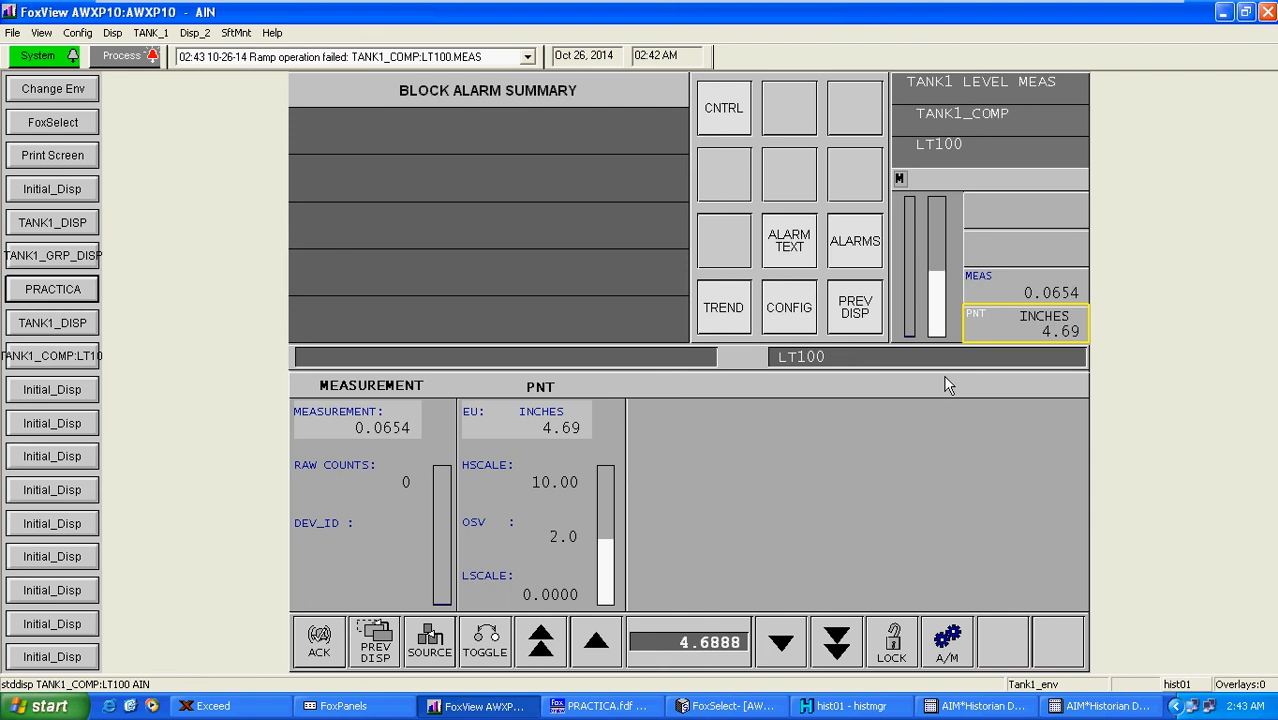 FoxView AWXP10:AWXP10 - AIN
File View Config Disp TANK_1 Disp_2 SftMnt Help
System Process 02:43 10-26-14 Ramp operation failed: TANK1_COMP:LT100.MEAS Oct 26, 2014 02:42 AM
Change Env
FoxSelect
Print Screen
Initial_Disp
TANK1_DISP
TANK1_GRP_DISP
PRACTICA
TANK1_DISP
TANK1_COMP:LT10
Initial_Disp
Initial_Disp
Initial_Disp
Initial_Disp
Initial_Disp
Initial_Disp
Initial_Disp
Initial_Disp
Initial_Disp
BLOCK ALARM SUMMARY
CNTRL
ALARM TEXT
ALARMS
TREND
CONFIG
PREV DISP
TANK1 LEVEL MEAS
TANK1_COMP
LT100
M
MEAS
0.0654
PNT INCHES
4.69
LT100
MEASUREMENT
PNT
MEASUREMENT:
0.0654
RAW COUNTS:
0
DEV_ID :
EU: INCHES
4.69
HSCALE:
10.00
OSV :
2.0
LSCALE:
0.0000
ACK
PREV DISP
SOURCE
TOGGLE
4.6888
LOCK
A/M
stddisp TANK1_COMP:LT100 AIN Tank1_env hist01 Overlays:0
start Exceed FoxPanels FoxView AWXP10... PRACTICA.fdf - ... FoxSelect- [AW... hist01 - histmgr AIM*Historian D... AIM*Historian D... 2:43 AM